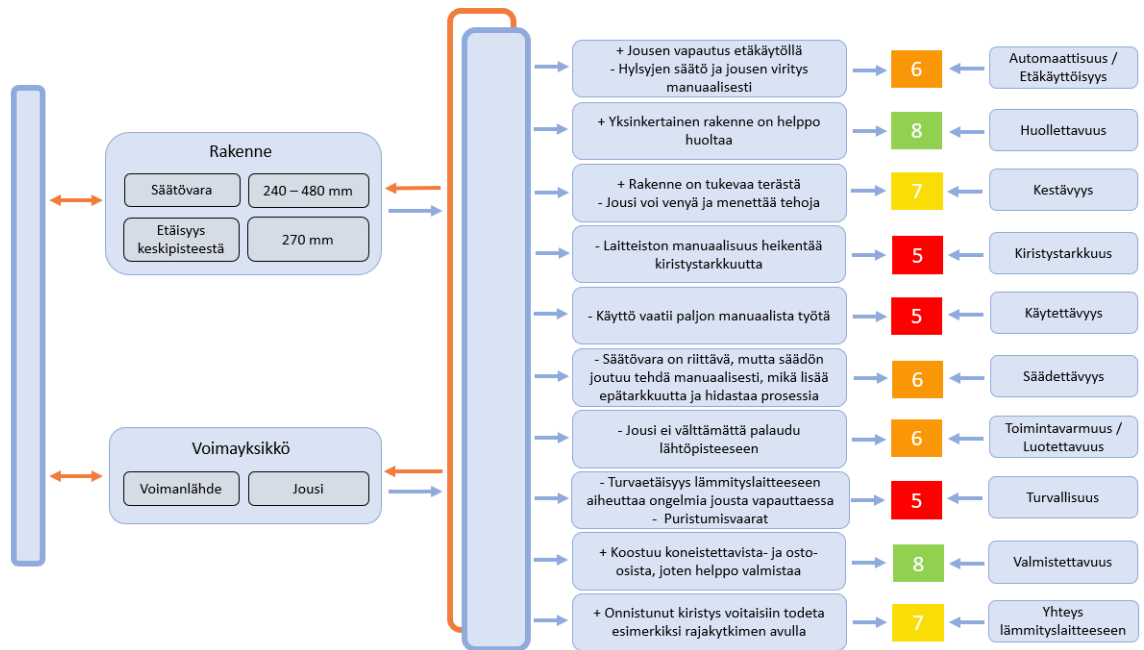 Rakenne
Säätövara
240 – 480 mm
Etäisyys
keskipisteestä
270 mm
Voimayksikkö
Voimanlähde
Jousi
+ Jousen vapautus etäkäytöllä
- Hylsyjen säätö ja jousen viritys
manuaalisesti
6
Automaattisuus /
Etäkäyttöisyys
+ Yksinkertainen rakenne on helppo
huoltaa
8
Huollettavuus
+ Rakenne on tukevaa terästä
- Jousi voi venyä ja menettää tehoja
7
Kestävyys
- Laitteiston manuaalisuus heikentää
kiristystarkkuutta
5
Kiristystarkkuus
- Käyttö vaatii paljon manuaalista työtä
5
Käytettävyys
- Säätövara on riittävä, mutta säädön
joutuu tehdä manuaalisesti, mikä lisää
epätarkkuutta ja hidastaa prosessia
6
Säädettävyys
- Jousi ei välttämättä palaudu
lähtöpisteeseen
6
Toimintavarmuus /
Luotettavuus
- Turvaetäisyys lämmityslaitteeseen
aiheuttaa ongelmia jousta vapauttaessa
- Puristumisvaarat
5
Turvallisuus
+ Koostuu koneistettavista- ja osto-
osista, joten helppo valmistaa
8
Valmistettavuus
+ Onnistunut kiristys voitaisiin todeta
esimerkiksi rajakytkimen avulla
7
Yhteys
lämmityslaitteeseen